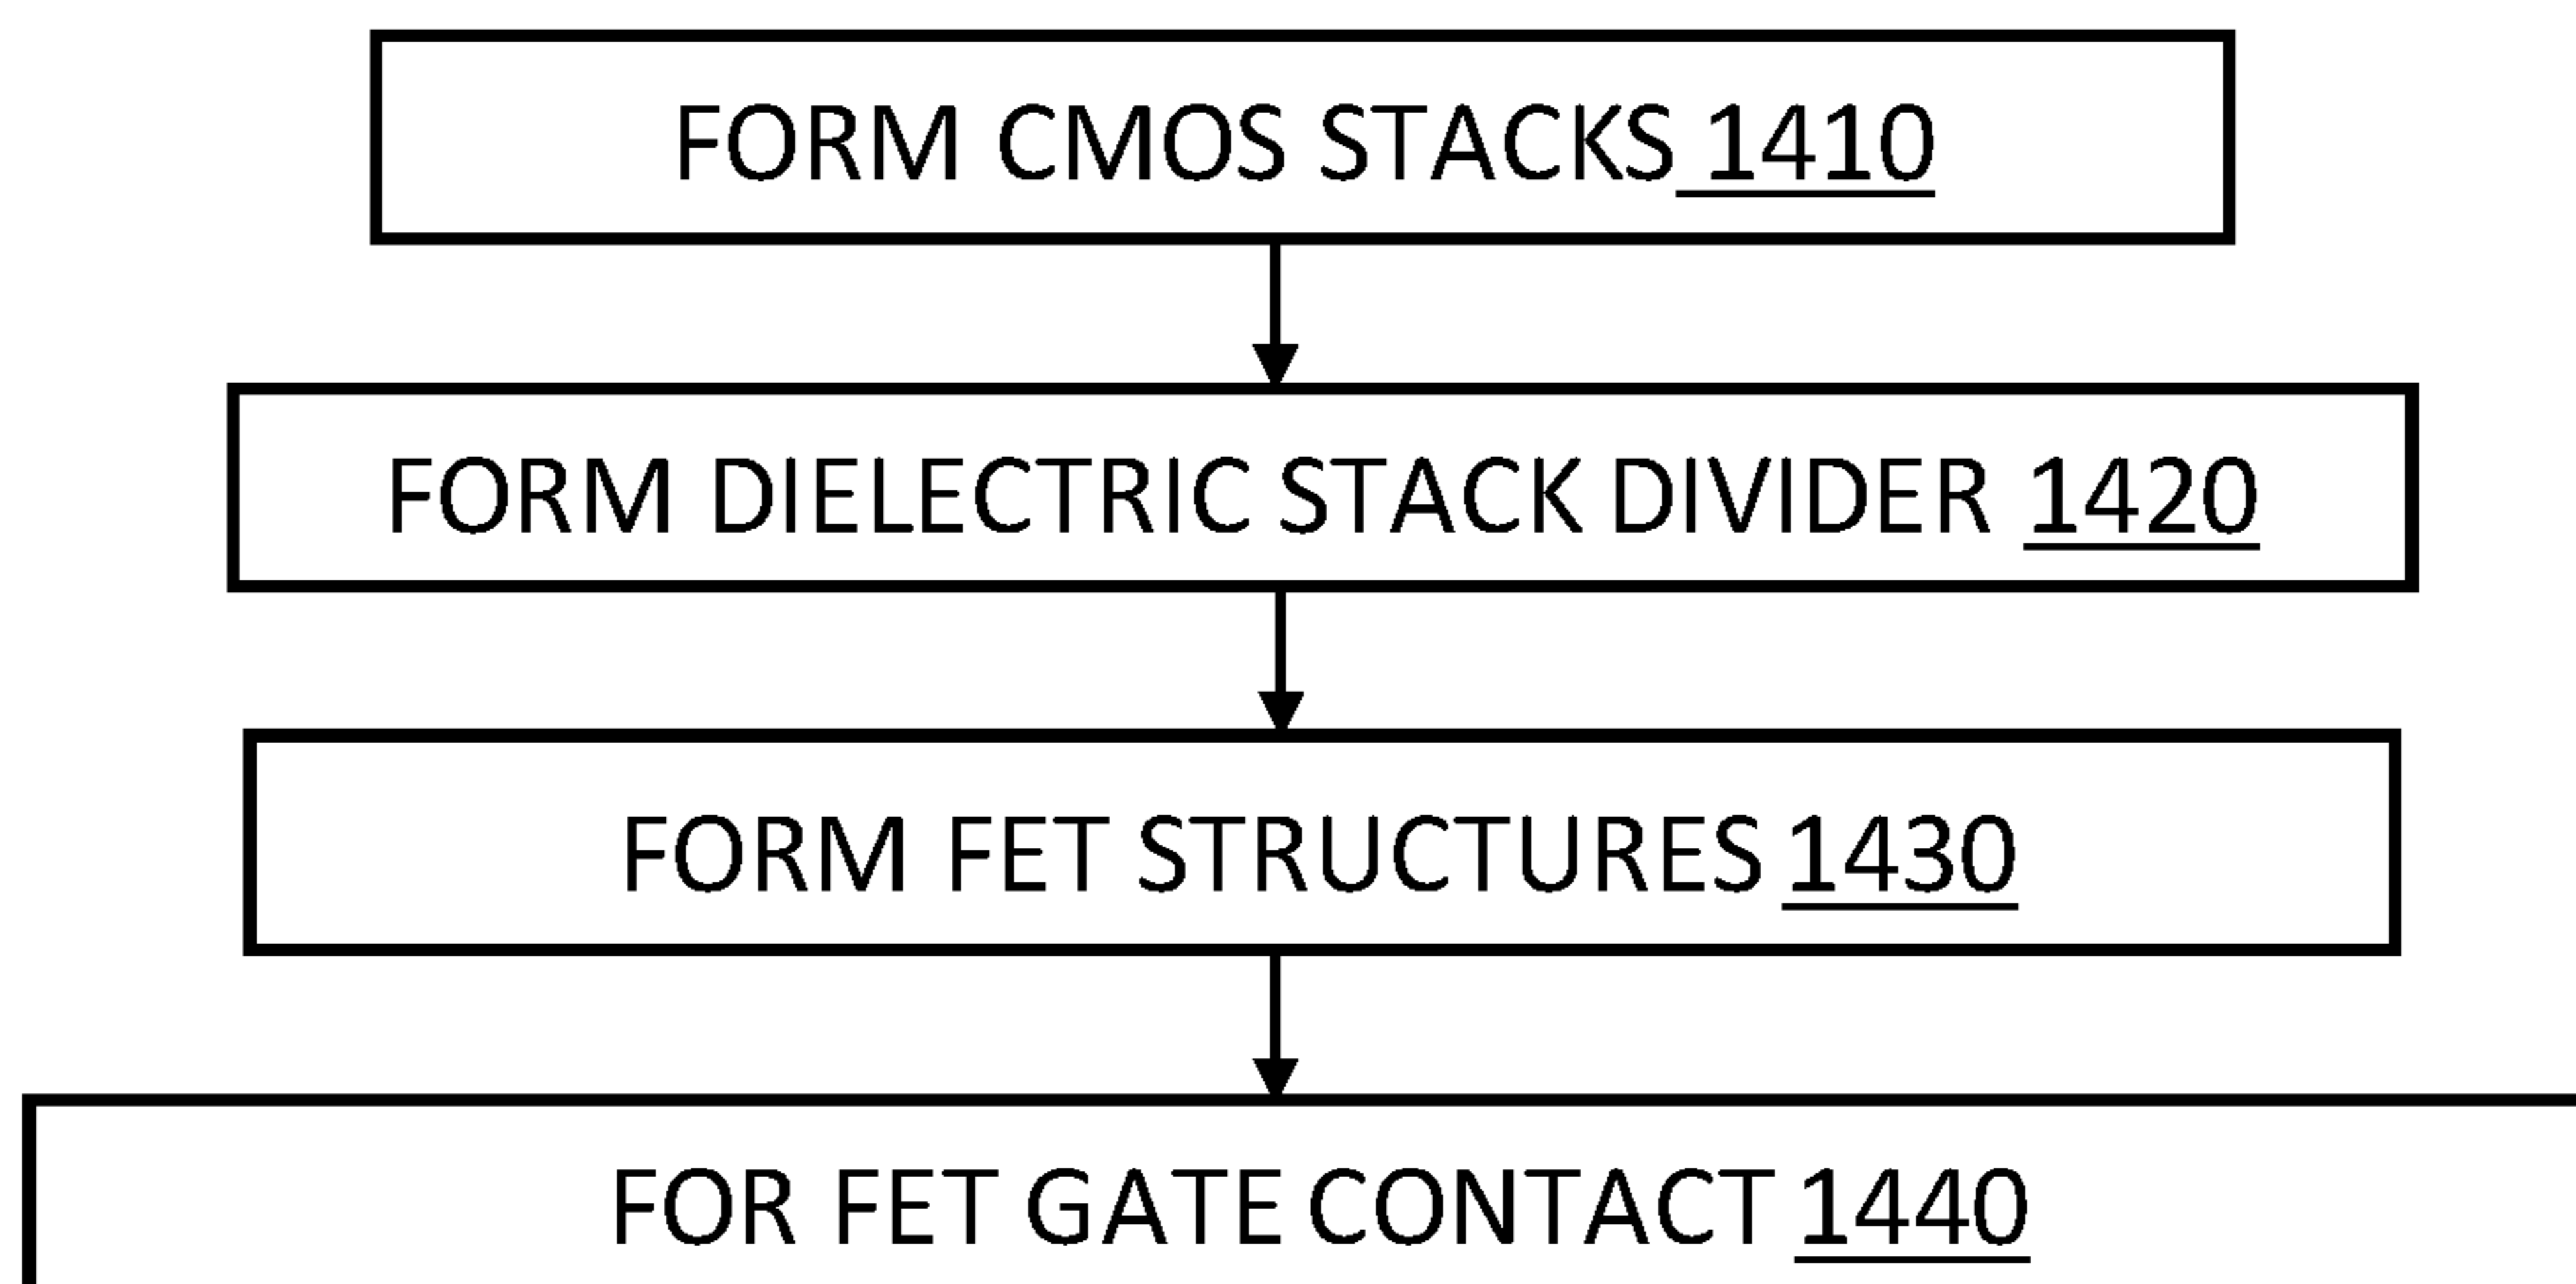 FORM CMOS STACKS 1410
FORM DIELECTRIC STACK DIVIDER 1420
FORM FET STRUCTURES 1430
FOR FET GATE CONTACT 1440